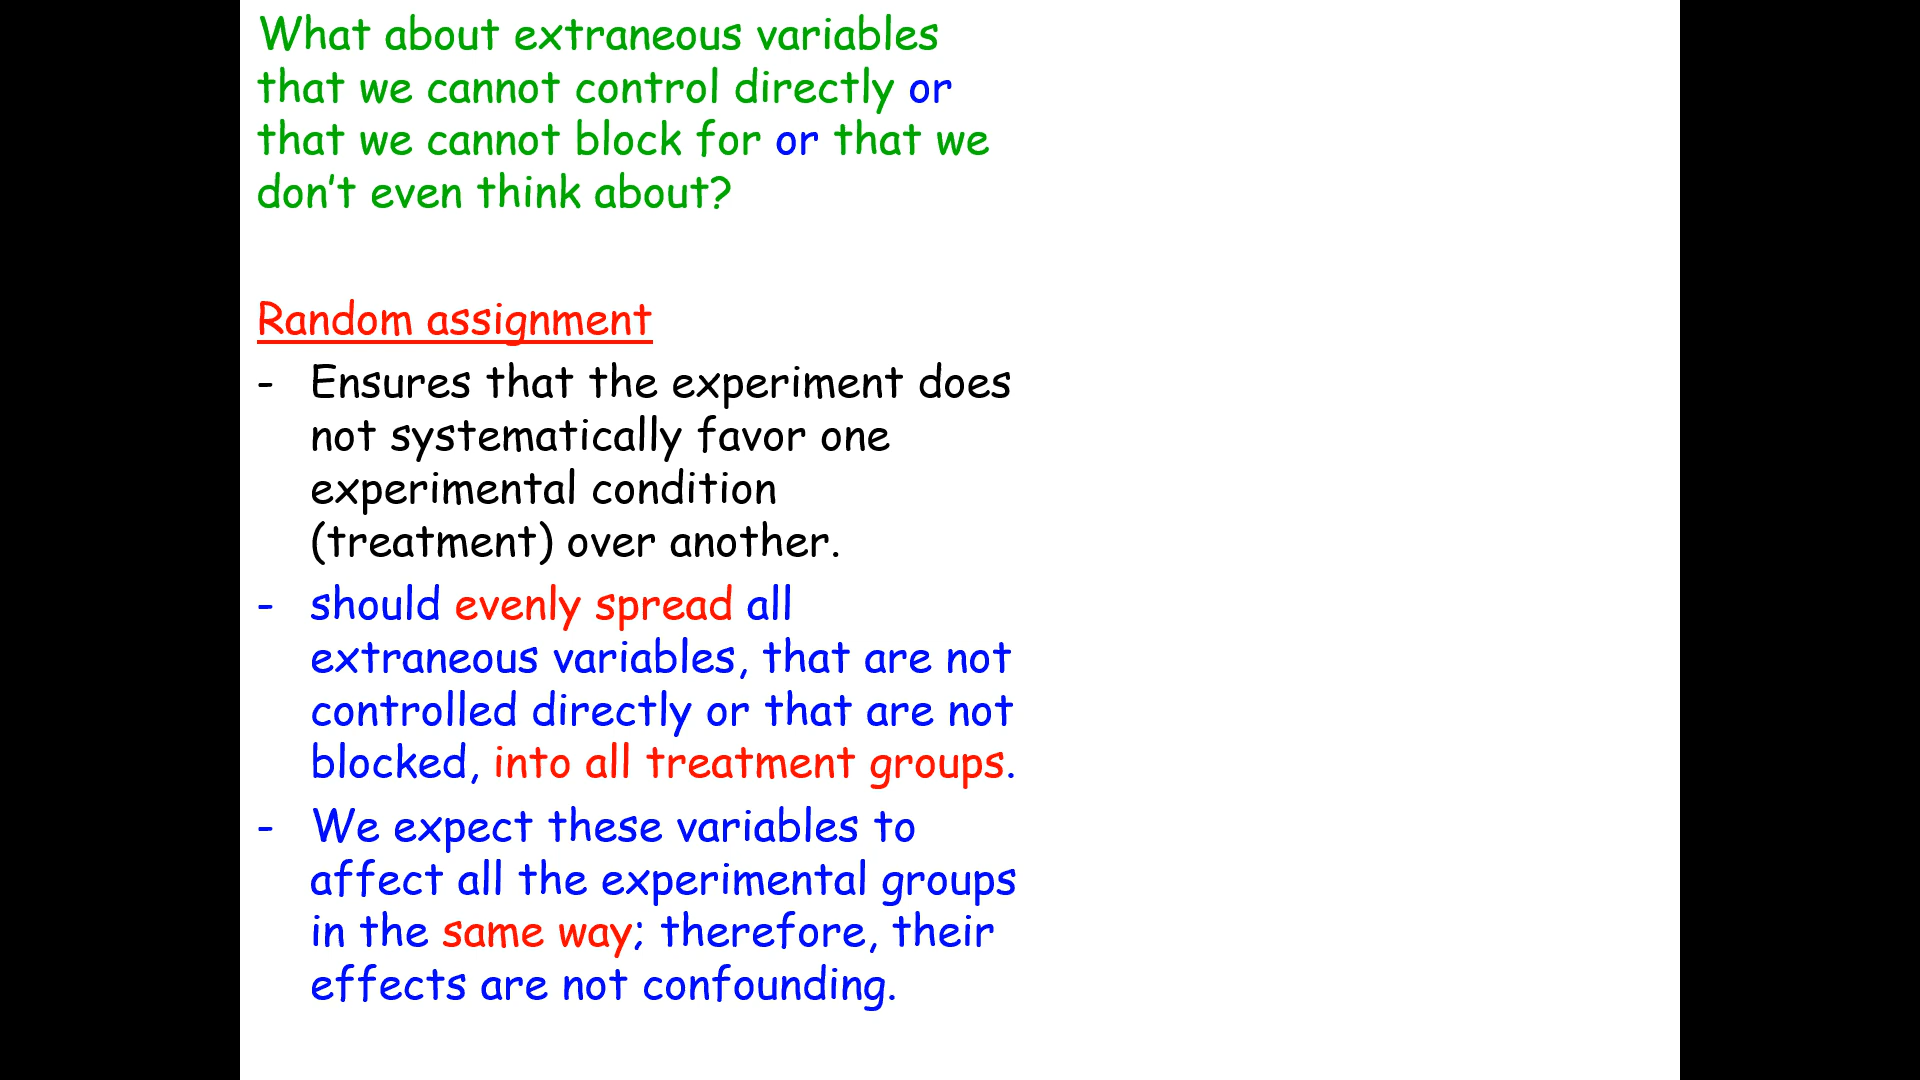 What about extraneous variables
that we cannot control directly or
that we cannot block for or that we
don't even think about?
Random assignment
- Ensures that the experiment does
not systematically favor one
experimental condition
(treatment) over another.
- should evenly spread all
extraneous variables, that are not
controlled directly or that are not
blocked, into all treatment groups.
- We expect these variables to
affect all the experimental groups
in the same way; therefore, their
effects are not confounding.